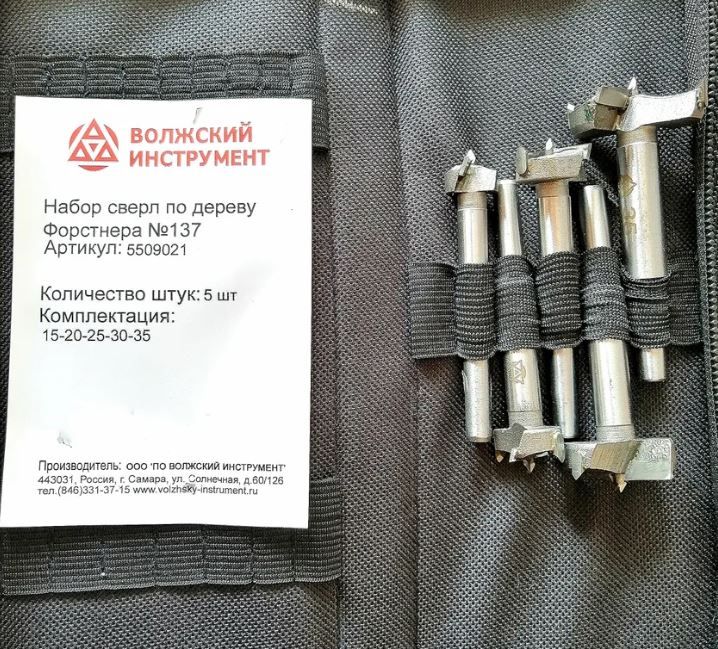 ВОЛЖСКИЙ
ИНСТРУМЕНТ
Набор сверл по дереву
Форстнера №137
Артикул: 5509021
Количество штук: 5 шт
Комплектация:
15-20-25-30-35
Производитель: ООО "ПО ВОЛЖСКИЙ ИНСТРУМЕНТ"
443031, Россия, г. Самара, ул. Солнечная, д.60/126
тел.(846)331-37-15 www.volzhsky-instrument.ru
35